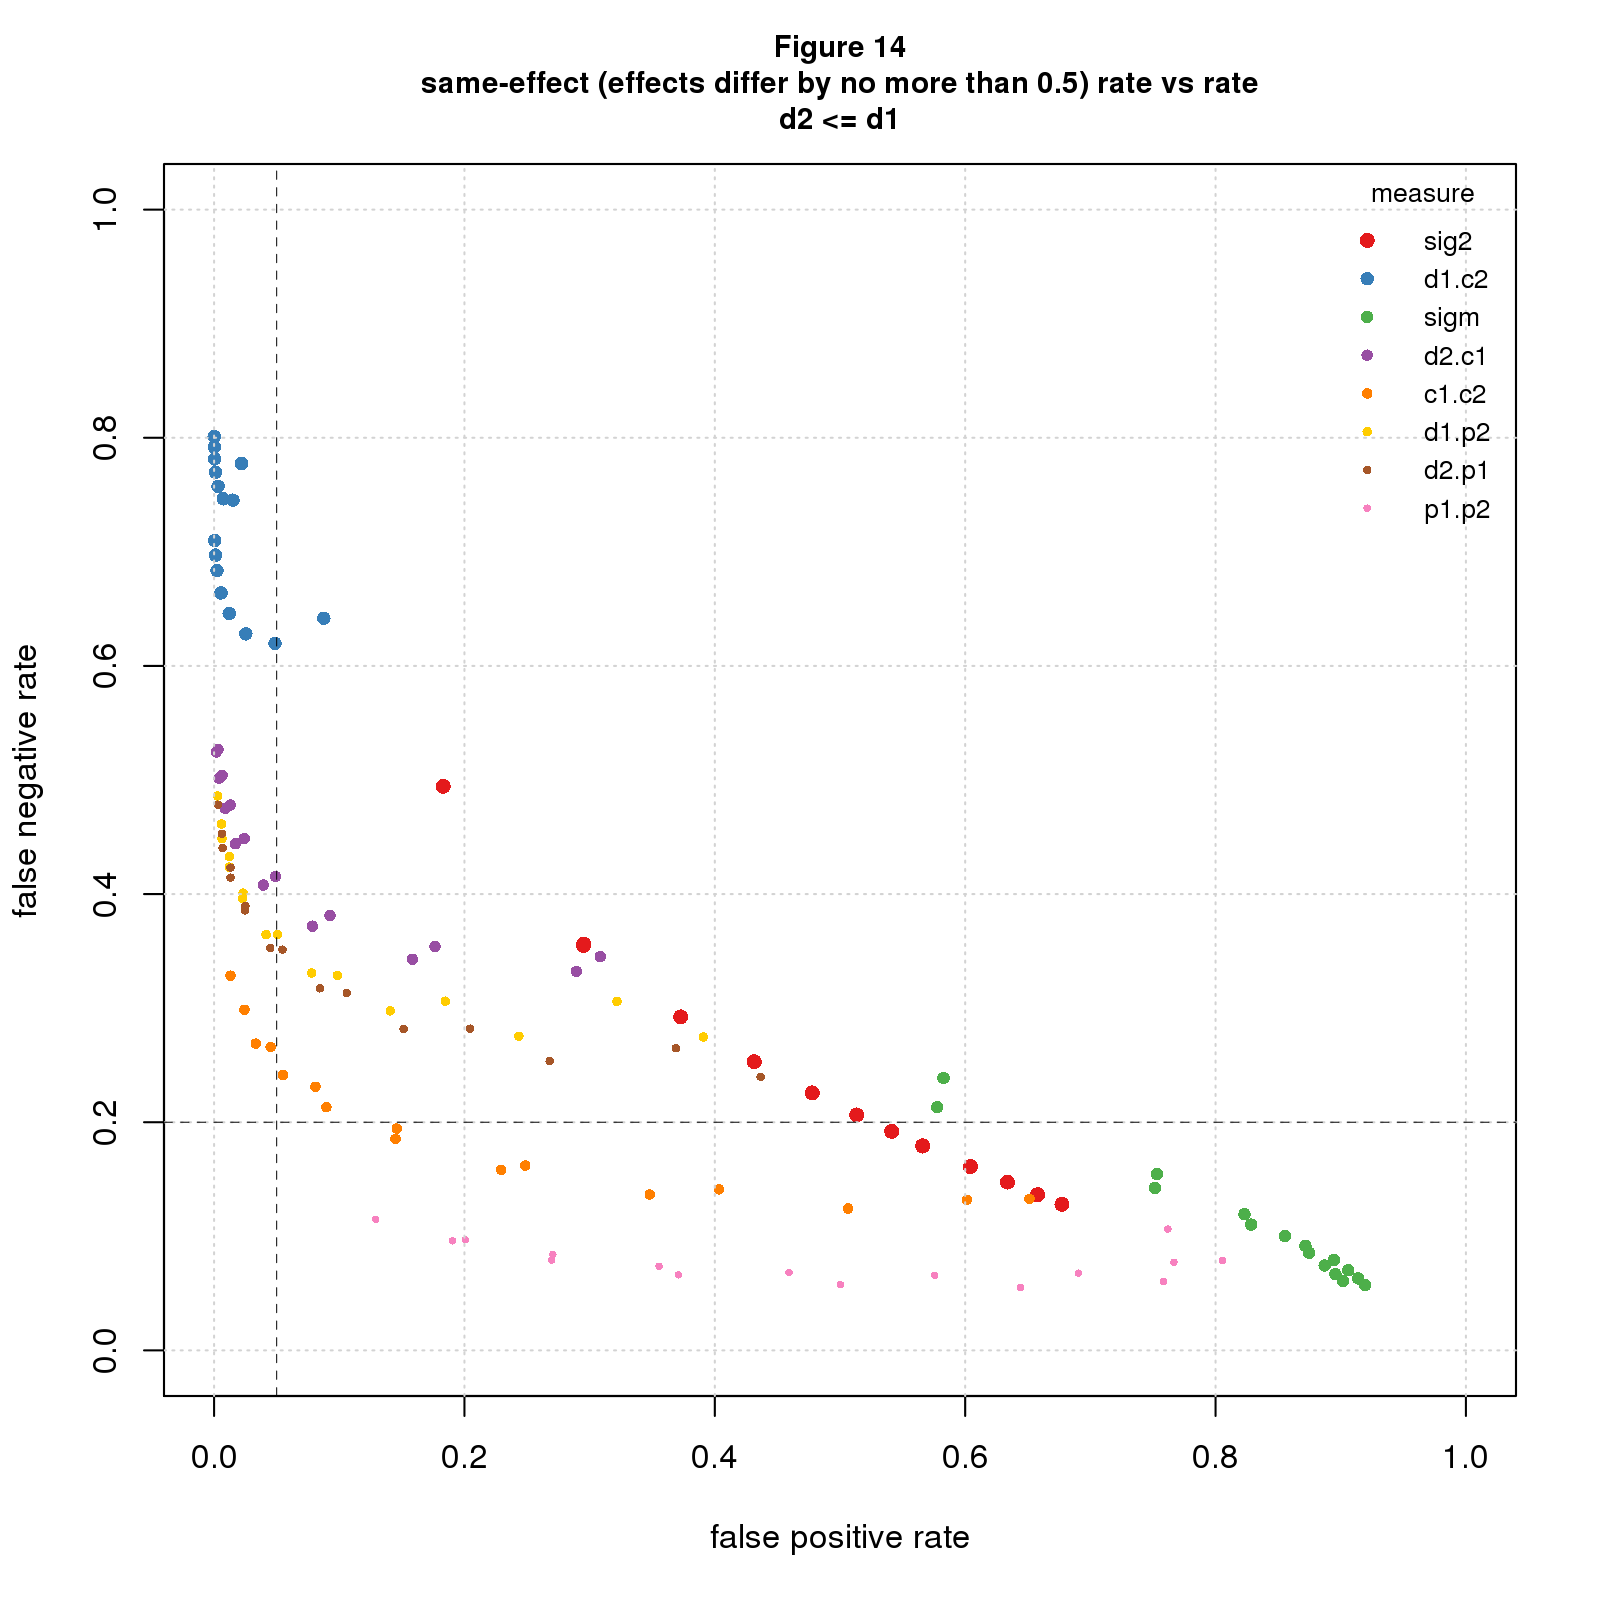 Figure 14
same-effect (effects differ by no more than 0.5) rate vs rate
d2 <= d1
measure
sig2
d1.c2
sigm
d2.c1
c1.c2
d1.p2
d2.p1
p1.p2
false negative rate
1.0
0.8
0.6
0.4
0.2
0.0
0.0 0.2 0.4 0.6 0.8 1.0
false positive rate